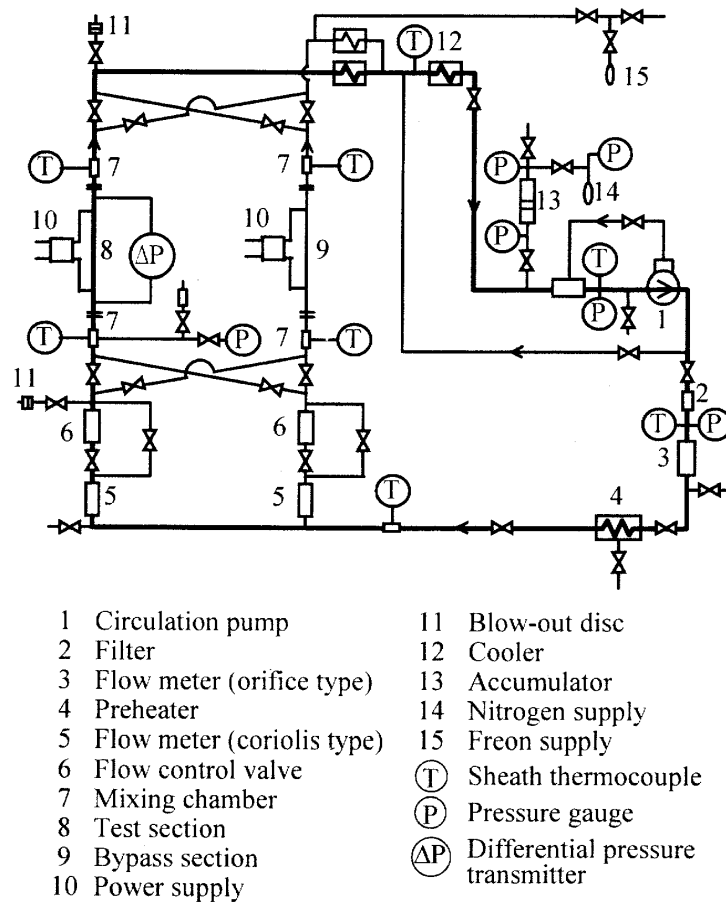 11
T 12
15
T 7 7 T
P P
13 14
10 8 ΔP 10 9
P T
P 1
T 7 P 7 T
11
2
6 6 T P
3
5 5 T 4
1 Circulation pump
2 Filter
3 Flow meter (orifice type)
4 Preheater
5 Flow meter (coriolis type)
6 Flow control valve
7 Mixing chamber
8 Test section
9 Bypass section
10 Power supply
11 Blow-out disc
12 Cooler
13 Accumulator
14 Nitrogen supply
15 Freon supply
T Sheath thermocouple
P Pressure gauge
ΔP Differential pressure
transmitter